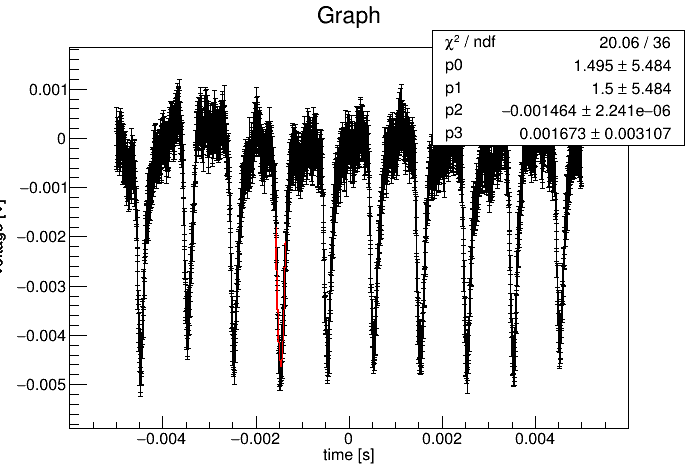 Graph
χ² / ndf 20.06 / 36
p0 1.495 ± 5.484
p1 1.5 ± 5.484
p2 −0.001464 ± 2.241e−06
p3 0.001673 ± 0.003107
0.001
0
−0.001
−0.002
−0.003
−0.004
−0.005
−0.004 −0.002 0 0.002 0.004
time [s]